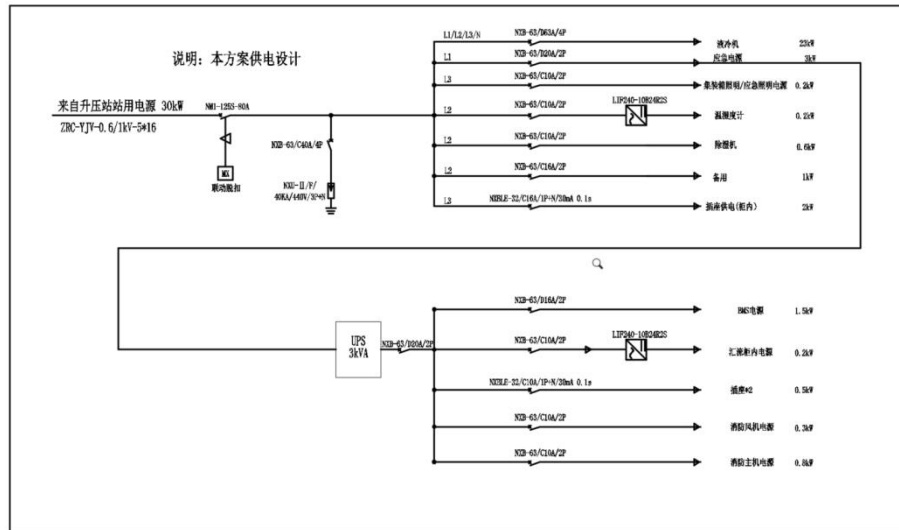 说明：本方案供电设计
来自升压站站用电源 30kW
ZRC-YJV-0.6/1kV-5*16
NM1-125S-80A
MX
联动脱扣
NXB-63/C40A/4P
NXU-II/F/
40KA/440V/3P+N
L1/L2/L3/N NXB-63/D63A/4P 液冷机 23kW
L1 NXB-63/D20A/2P 应急电源 3kW
L3 NXB-63/C10A/2P 集装箱照明/应急照明电源 0.2kW
L2 NXB-63/C10A/2P LIF240-10B24R2S 温湿度计 0.2kW
L2 NXB-63/C10A/2P 除湿机 0.6kW
L2 NXB-63/C16A/2P 备用 1kW
L3 NXBLE-32/C16A/1P+N/30mA 0.1s 插座供电(柜内) 2kW
UPS
3kVA
NXB-63/D20A/2P
NXB-63/D16A/2P BMS电源 1.5kW
NXB-63/C10A/2P LIF240-10B24R2S 汇流柜内电源 0.2kW
NXBLE-32/C10A/1P+N/30mA 0.1s 插座*2 0.5kW
NXB-63/C10A/2P 消防风机电源 0.3kW
NXB-63/C10A/2P 消防主机电源 0.8kW